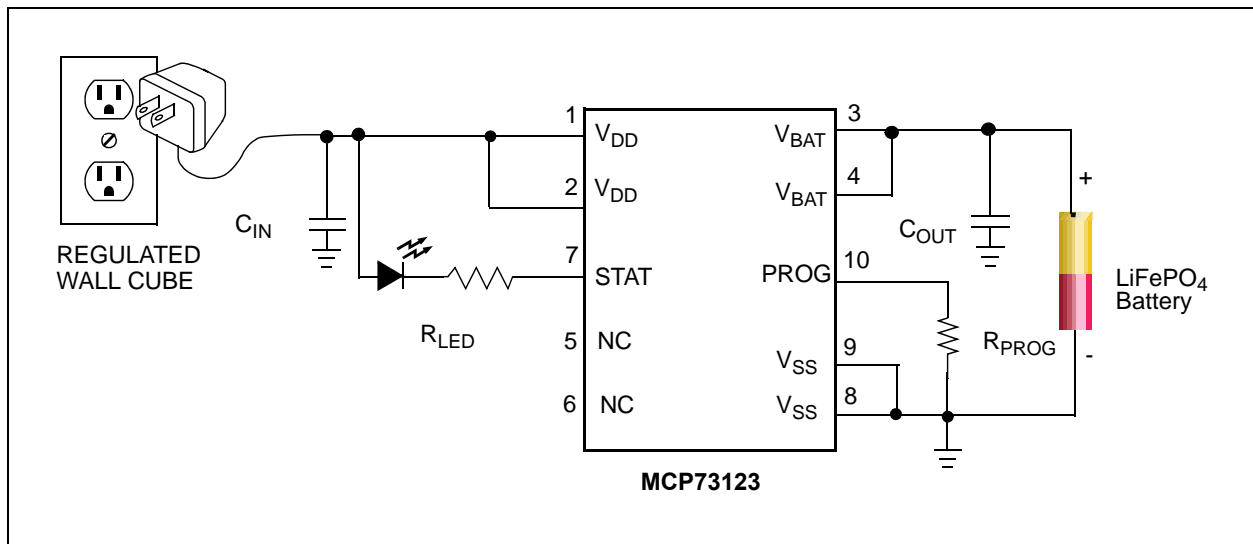 REGULATED
WALL CUBE
C_IN
R_LED
1
V_DD
2
V_DD
7
STAT
5
NC
6
NC
3
V_BAT
4
V_BAT
10
PROG
9
V_SS
8
V_SS
MCP73123
C_OUT
R_PROG
+
LiFePO_4
Battery
-